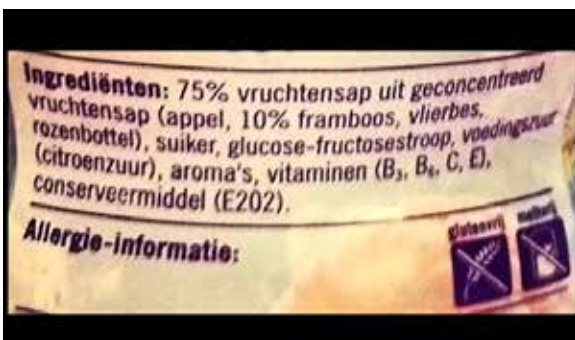 Ingrediënten: 75% vruchtensap uit geconcentreerd
vruchtensap (appel, 10% framboos, vlierbes,
rozenbottel), suiker, glucose-fructosestroop, voedingszuur
(citroenzuur), aroma's, vitaminen (B₃, B₆, C, E),
conserveermiddel (E202).
Allergie-informatie:
glutenvrij melkvrij